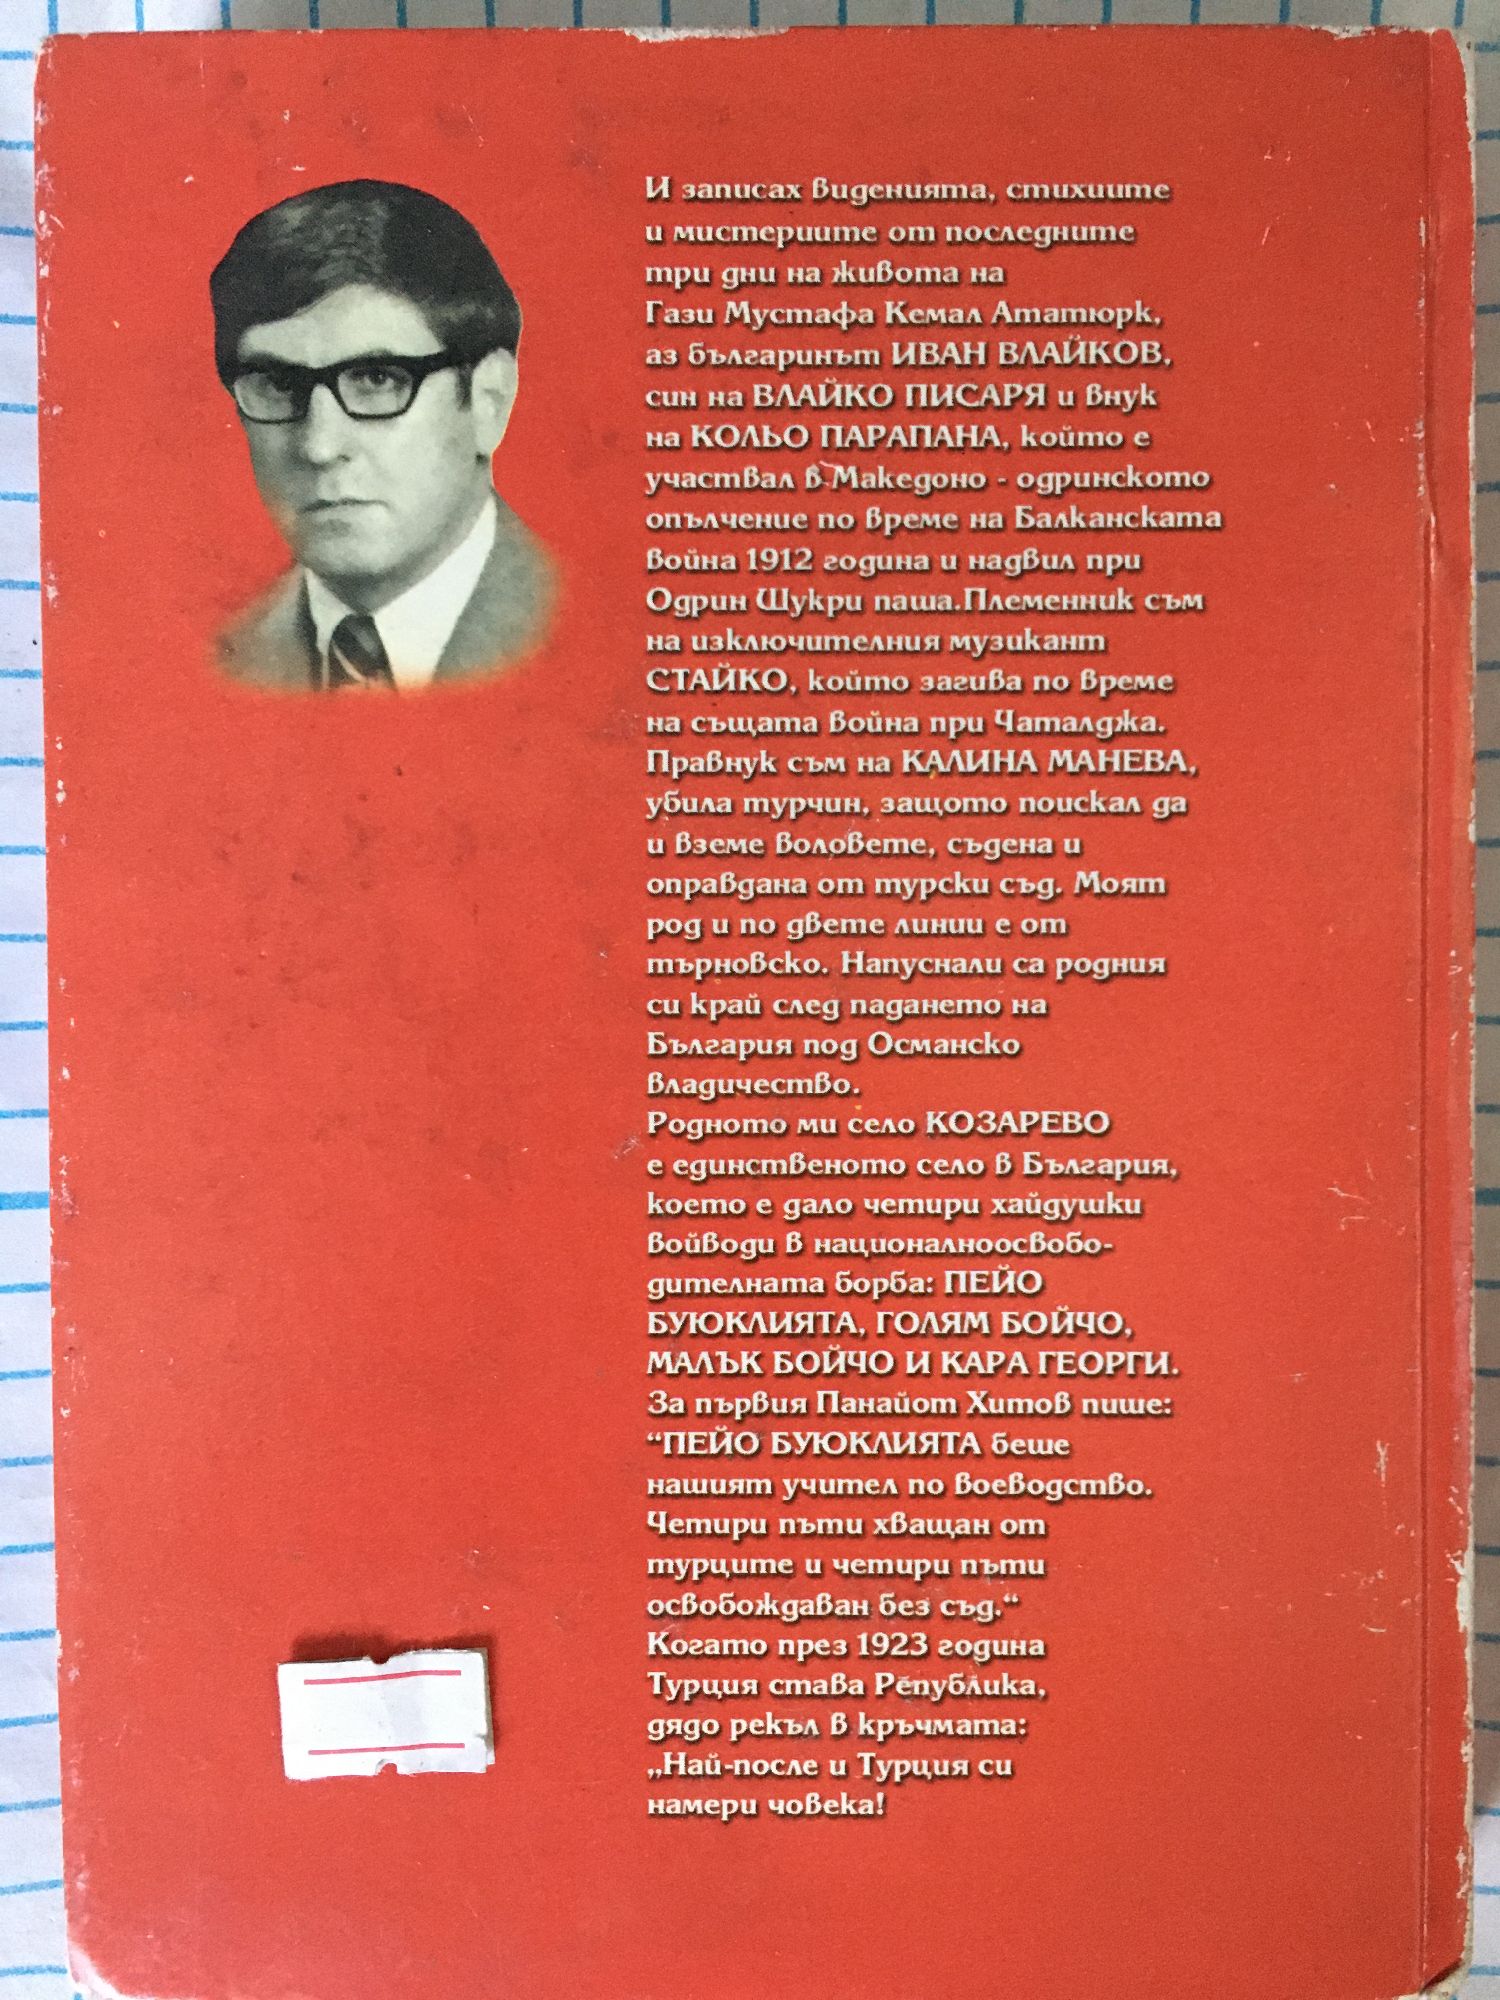 И записах виденията, стихиите
и мистериите от последните
три дни на живота на
Гази Мустафа Кемал Ататюрк,
аз българинът ИВАН ВЛАЙКОВ,
син на ВЛАЙКО ПИСАРЯ и внук
на КОЛЬО ПАРАПАНА, който е
участвал в Македоно - одринското
опълчение по време на Балканската
война 1912 година и надвил при
Одрин Шукри паша.Племенник съм
на изключителния музикант
СТАЙКО, който загива по време
на същата война при Чаталджа.
Правнук съм на КАЛИНА МАНЕВА,
убила турчин, защото поискал да
и вземе воловете, съдена и
оправдана от турски съд. Моят
род и по двете линии е от
търновско. Напуснали са родния
си край след падането на
България под Османско
владичество.
Родното ми село КОЗАРЕВО
е единственото село в България,
което е дало четири хайдушки
войводи в националноосвобо-
дителната борба: ПЕЙО
БУЮКЛИЯТА, ГОЛЯМ БОЙЧО,
МАЛЪК БОЙЧО И КАРА ГЕОРГИ.
За първия Панайот Хитов пише:
“ПЕЙО БУЮКЛИЯТА беше
нашият учител по воеводство.
Четири пъти хващан от
турците и четири пъти
освобождаван без съд.“
Когато през 1923 година
Турция става Република,
дядо рекъл в кръчмата:
„Най-после и Турция си
намери човека!